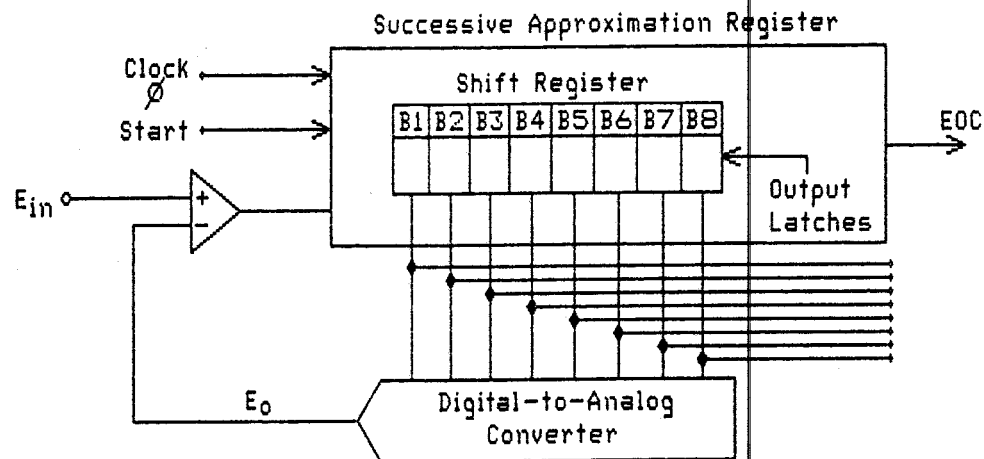 Successive Approximation Register
Clock
Ø
Shift Register
Start
B1 B2 B3 B4 B5 B6 B7 B8
EOC
Ein
+
−
Output
Latches
Eo
Digital-to-Analog
Converter